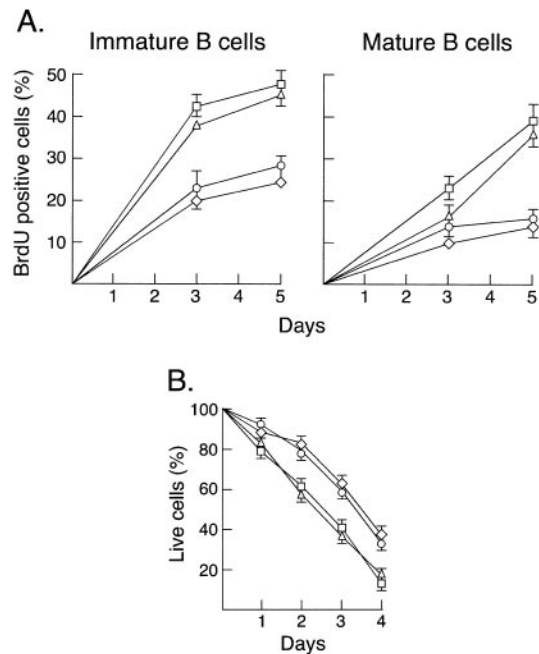 A.
Immature B cells
Mature B cells
BrdU positive cells (%)
50
40
30
20
10
1 2 3 4 5
1 2 3 4 5
Days
B.
Live cells (%)
100
80
60
40
20
1 2 3 4
Days